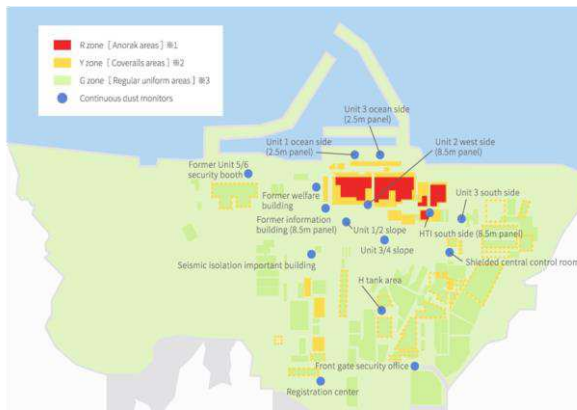 R zone［Anorak areas］※1
Y zone［Coveralls areas］※2
G zone［Regular uniform areas］※3
Continuous dust monitors
Unit 3 ocean side
(2.5m panel)
Unit 1 ocean side
(2.5m panel)
Unit 2 west side
(8.5m panel)
Former Unit 5/6
security booth
Former welfare
building
Unit 3 south side
Former information
building (8.5m panel)
Unit 1/2 slope
HTI south side (8.5m panel)
Unit 3/4 slope
Seismic isolation important building
Shielded central control room
H tank area
Front gate security office
Registration center